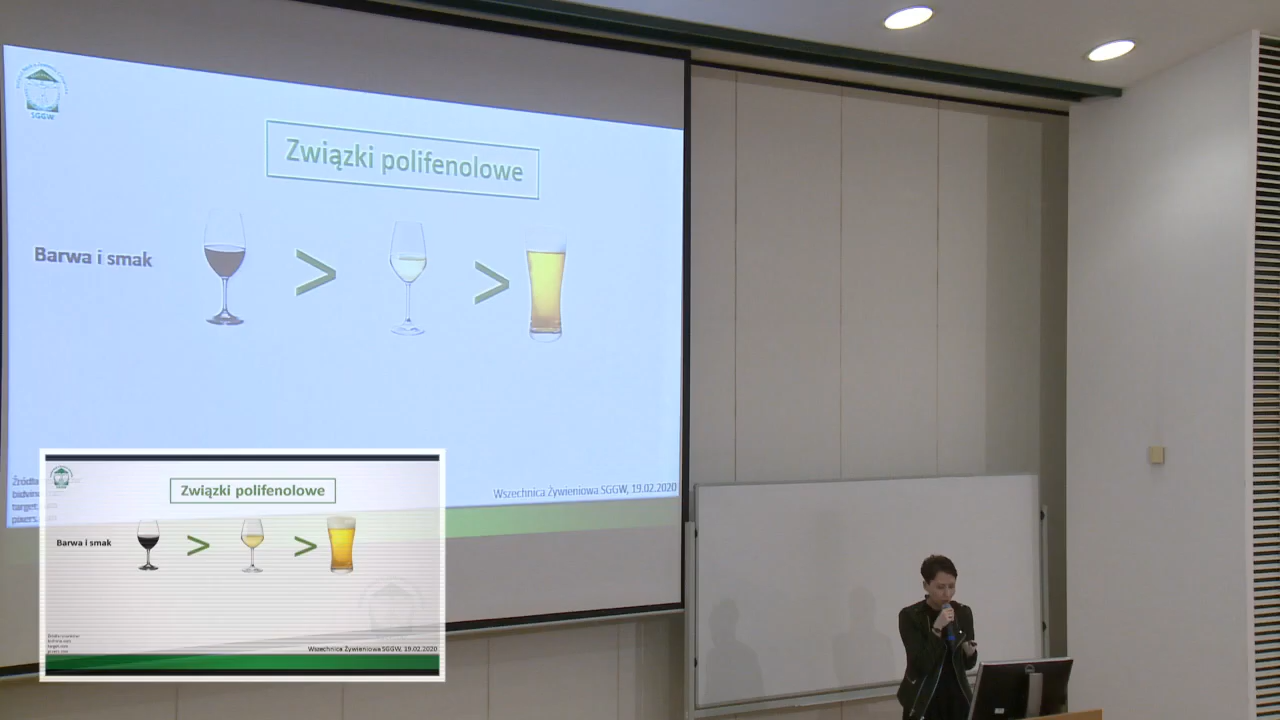 SGGW
Związki polifenolowe
Barwa i smak
>
>
Wszechnica Żywieniowa SGGW, 19.02.2020
Związki polifenolowe
Barwa i smak
>
>
Wszechnica Żywieniowa SGGW, 19.02.2020